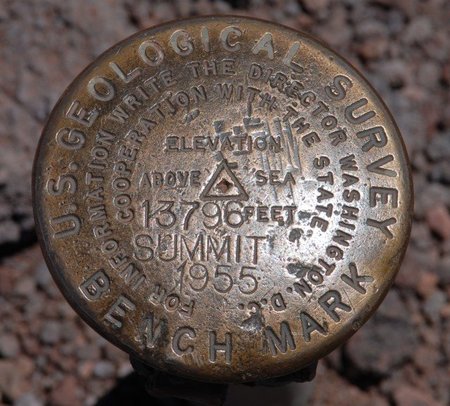 U.S. GEOLOGICAL SURVEY
FOR INFORMATION WRITE THE DIRECTOR WASHINGTON, D.C.
COOPERATION WITH THE STATE
ELEVATION
ABOVE SEA
13796 FEET
SUMMIT
1955
BENCH MARK